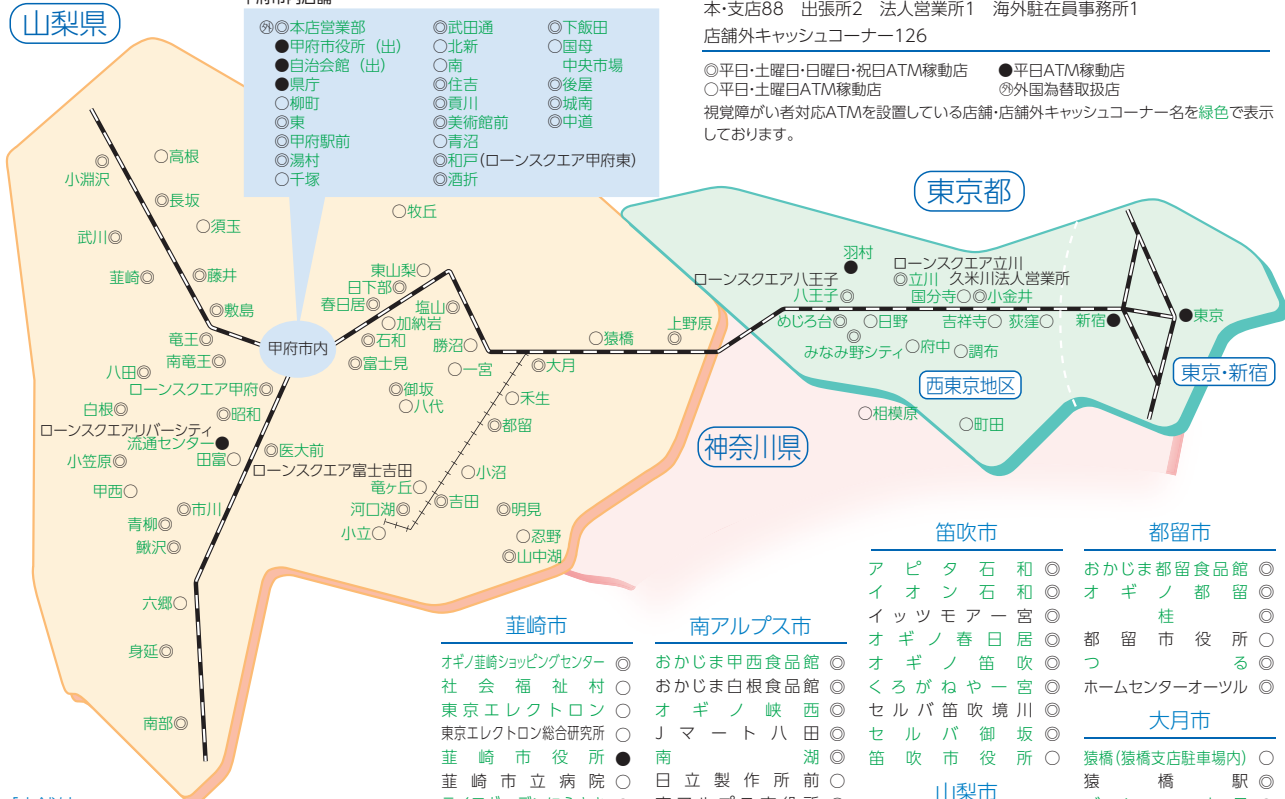 山梨県
◎本店営業部
●甲府市役所（出）
●自治会館（出）
●県庁
○柳町
◎東
◎甲府駅前
◎湯村
○千塚
◎武田通
○北新
○南
◎住吉
◎貢川
◎美術館前
○青沼
◎和戸(ローンスクエア甲府東)
◎酒折
◎下飯田
○国母
中央市場
◎後屋
◎城南
◎中道
本・支店88　出張所2　法人営業所1　海外駐在員事務所1
店舗外キャッシュコーナー126
◎平日・土曜日・日曜日・祝日ATM稼動店　●平日ATM稼動店
○平日・土曜日ATM稼動店　㊕外国為替取扱店
視覚障がい者対応ATMを設置している店舗・店舗外キャッシュコーナー名を緑色で表示
しております。
小淵沢
○高根
◎長坂
○須玉
武川◎
韮崎◎
◎藤井
◎敷島
竜王◎
南竜王◎
八田◎
ローンスクエア甲府◎
白根◎
◎昭和
ローンスクエアリバーシティ
流通センター●
小笠原◎
田富○
◎医大前
甲西○
◎市川
青柳◎
鰍沢◎
六郷○
身延◎
南部◎
甲府市内
○牧丘
東山梨○
日下部◎
春日居◎
塩山◎
○加納岩
◎石和
勝沼○
◎富士見
○一宮
◎御坂
○八代
○猿橋
上野原
◎大月
○禾生
◎都留
ローンスクエア富士吉田
○小沼
竜ヶ丘○
◎吉田
河口湖◎
◎明見
小立○
○忍野
◎山中湖
東京都
羽村
ローンスクエア八王子
八王子◎
ローンスクエア立川
◎立川　久米川法人営業所
国分寺○◎小金井
めじろ台◎
○日野
吉祥寺○
荻窪○
新宿●
●東京
みなみ野シティ
○府中
○調布
西東京地区
東京・新宿
○相模原
○町田
神奈川県
韮崎市
オギノ韮崎ショッピングセンター ◎
社会福祉村 ○
東京エレクトロン ○
東京エレクトロン総合研究所 ○
韮崎市役所 ●
韮崎市立病院 ○
南アルプス市
おかじま甲西食品館 ◎
おかじま白根食品館 ◎
オギノ峡西 ◎
Jマート八田 ◎
南湖 ◎
日立製作所前 ○
笛吹市
アピタ石和 ◎
イオン石和 ◎
イッツモア一宮 ◎
オギノ春日居 ◎
オギノ笛吹 ◎
くろがねや一宮 ◎
セルバ笛吹境川 ◎
セルバ御坂 ◎
笛吹市役所 ○
山梨市
都留市
おかじま都留食品館 ◎
オギノ都留 ◎
桂 ◎
都留市役所 ○
つる ◎
ホームセンターオーツル ◎
大月市
猿橋(猿橋支店駐車場内) ○
猿橋駅 ◎